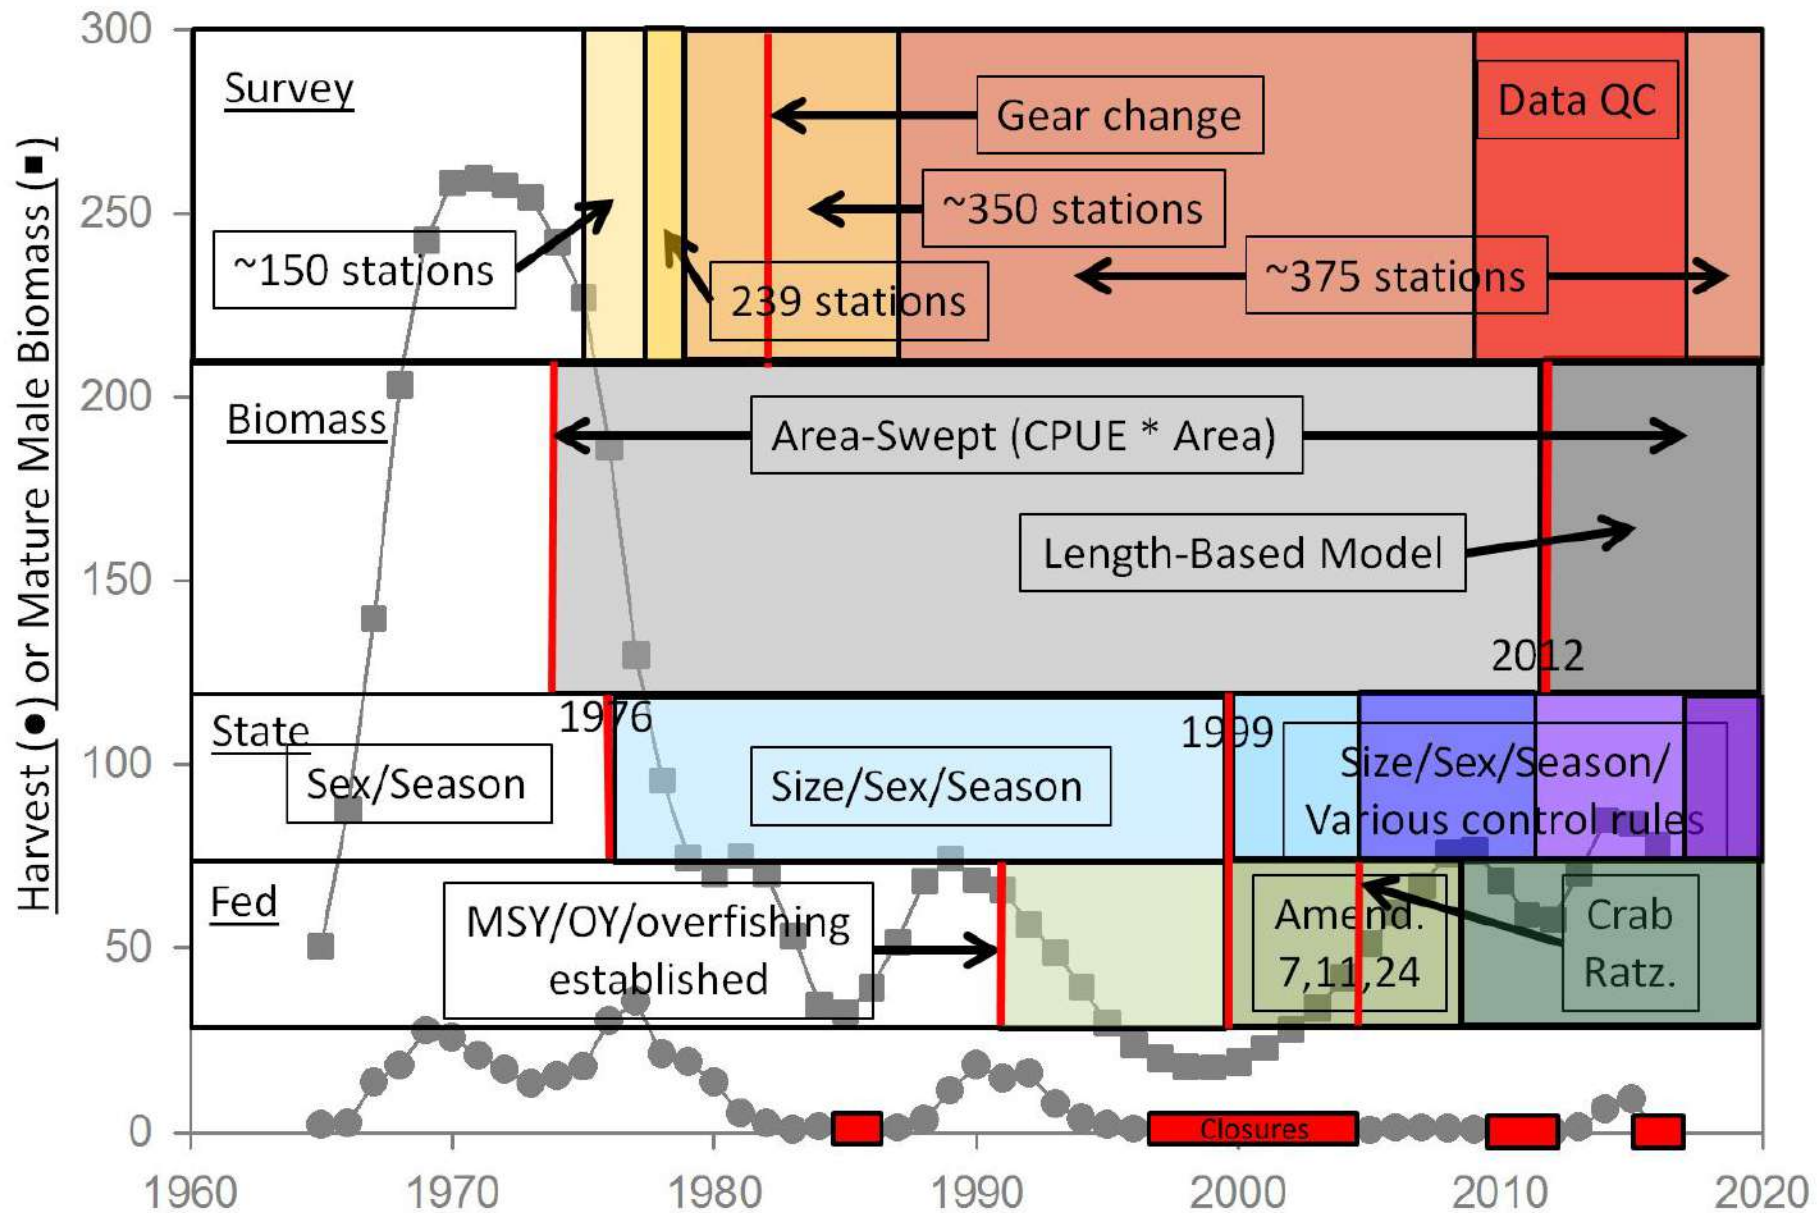 Harvest (●) or Mature Male Biomass (■)
300
250
200
150
100
50
0
Survey
Gear change
Data QC
~350 stations
~150 stations
239 stations
~375 stations
Biomass
Area-Swept (CPUE * Area)
Length-Based Model
2012
State
1976
1999
Sex/Season
Size/Sex/Season
Size/Sex/Season/
Various control rules
Fed
MSY/OY/overfishing
established
Amend.
7,11,24
Crab
Ratz.
Closures
1960
1970
1980
1990
2000
2010
2020